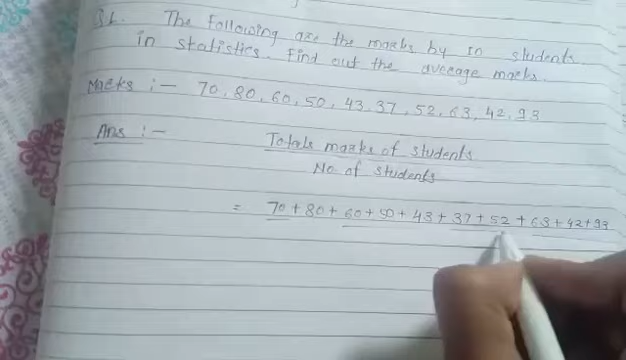 Q1. The following are the marks by 10 students
in statistics. Find out the average marks.
Marks :- 70, 80, 60, 50, 43, 37, 52, 63, 42, 93
Ans :- Totals marks of students
No. of students
= 70 + 80 + 60 + 50 + 43 + 37 + 52 + 63 + 42 + 93